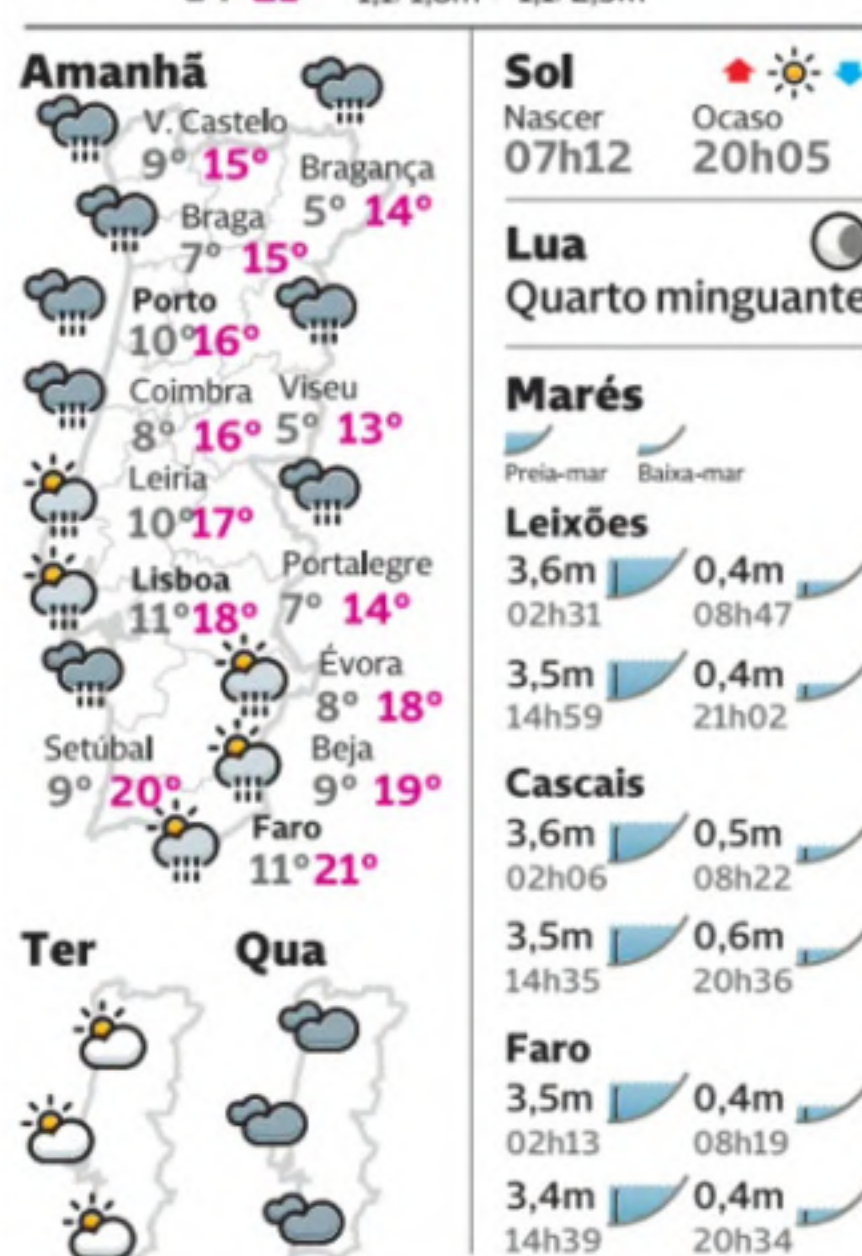 Amanhã
V. Castelo
9° 15°
Bragança
5° 14°
Braga
7° 15°
Porto
10° 16°
Coimbra
8° 16°
Viseu
5° 13°
Leiria
10° 17°
Lisboa
11° 18°
Portalegre
7° 14°
Évora
8° 18°
Setúbal
9° 20°
Beja
9° 19°
Faro
11° 21°
Ter
Qua
Sol
Nascer Ocaso
07h12 20h05
Lua
Quarto minguante
Marés
Preia-mar Baixa-mar
Leixões
3,6m 0,4m
02h31 08h47
3,5m 0,4m
14h59 21h02
Cascais
3,6m 0,5m
02h06 08h22
3,5m 0,6m
14h35 20h36
Faro
3,5m 0,4m
02h13 08h19
3,4m 0,4m
14h39 20h34